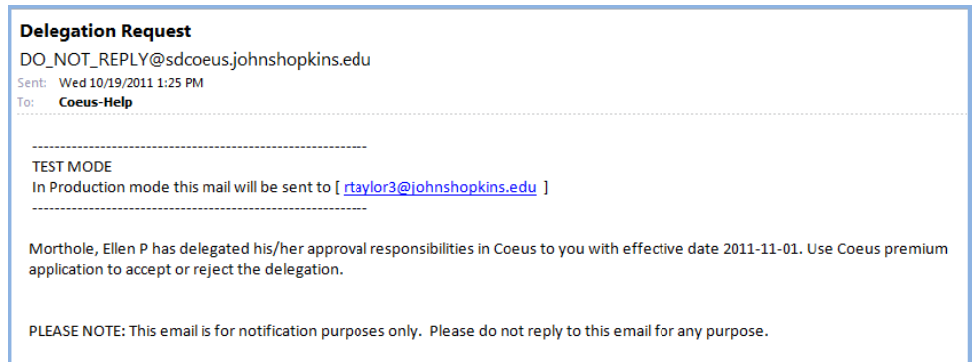 Delegation Request
DO_NOT_REPLY@sdcoeus.johnshopkins.edu
Sent: Wed 10/19/2011 1:25 PM
To: Coeus-Help
------------------------------------------------------------
TEST MODE
In Production mode this mail will be sent to [ rtaylor3@johnshopkins.edu ]
------------------------------------------------------------
Morthole, Ellen P has delegated his/her approval responsibilities in Coeus to you with effective date 2011-11-01. Use Coeus premium
application to accept or reject the delegation.
PLEASE NOTE: This email is for notification purposes only. Please do not reply to this email for any purpose.